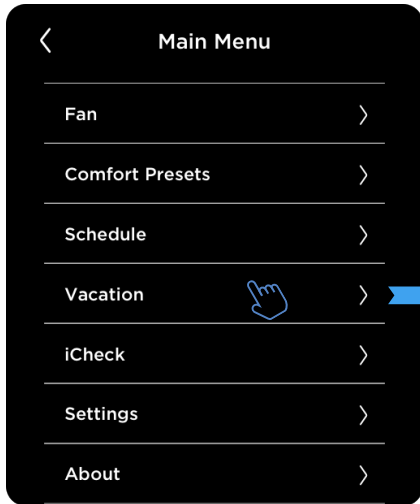 Main Menu
Fan
Comfort Presets
Schedule
Vacation
iCheck
Settings
About